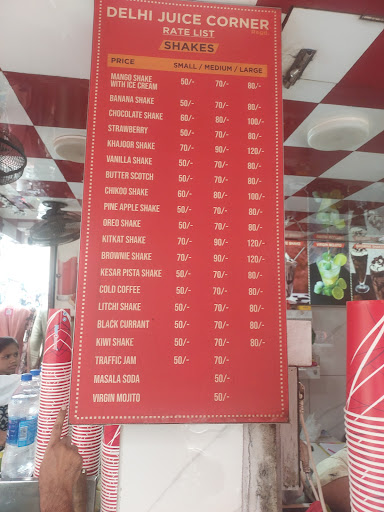 DELHI JUICE CORNER
RATE LIST
SHAKES
PRICE SMALL / MEDIUM / LARGE
MANGO SHAKE
WITH ICE CREAM 50/- 70/- 80/-
BANANA SHAKE 50/- 70/- 80/-
CHOCOLATE SHAKE 60/- 80/- 100/-
STRAWBERRY 50/- 70/- 80/-
KHAJOOR SHAKE 70/- 90/- 120/-
VANILLA SHAKE 50/- 70/- 80/-
BUTTER SCOTCH 50/- 70/- 80/-
CHIKOO SHAKE 60/- 80/- 100/-
PINE APPLE SHAKE 50/- 70/- 80/-
OREO SHAKE 50/- 70/- 80/-
KITKAT SHAKE 70/- 90/- 120/-
BROWNIE SHAKE 70/- 90/- 120/-
KESAR PISTA SHAKE 50/- 70/- 80/-
COLD COFFEE 50/- 70/- 80/-
LITCHI SHAKE 50/- 70/- 80/-
BLACK CURRANT 50/- 70/- 80/-
KIWI SHAKE 50/- 70/- 80/-
TRAFFIC JAM 50/- 70/-
MASALA SODA 50/-
VIRGIN MOJITO 50/-